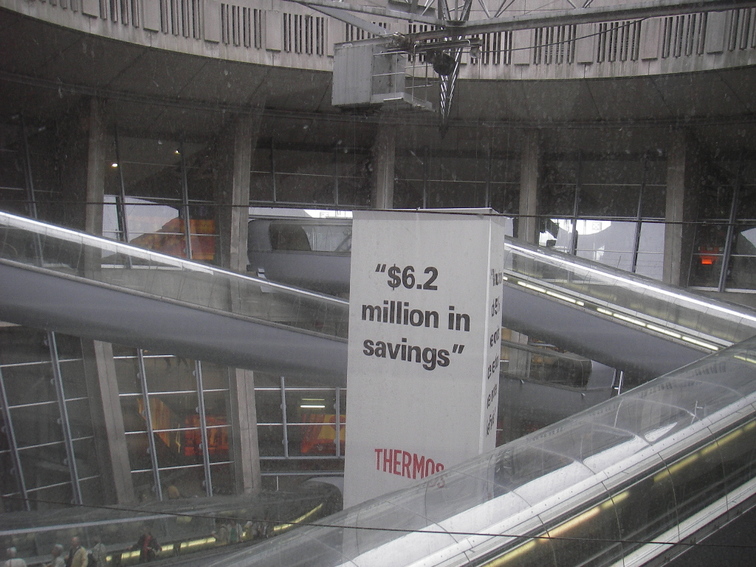 “$6.2
million in
savings”
THERMOS